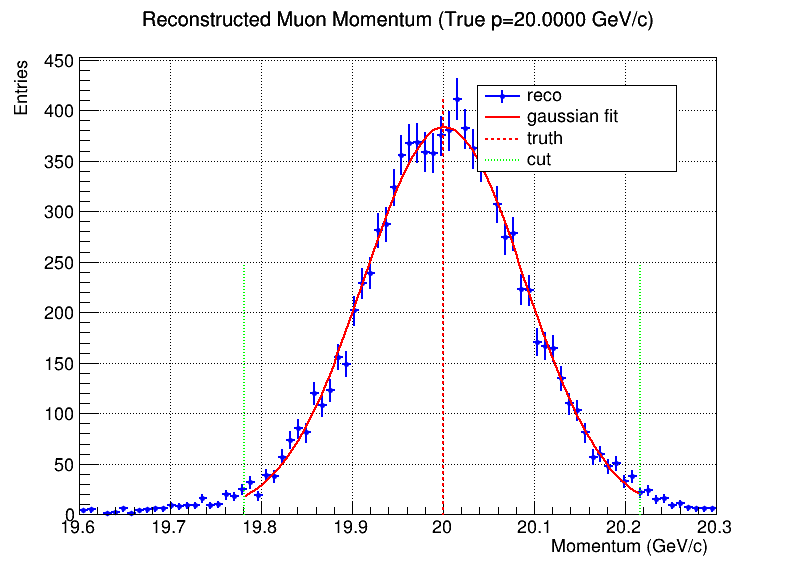 Reconstructed Muon Momentum (True p=20.0000 GeV/c)
Entries
450
400
350
300
250
200
150
100
50
0
reco
gaussian fit
truth
cut
19.6 19.7 19.8 19.9 20 20.1 20.2 20.3
Momentum (GeV/c)